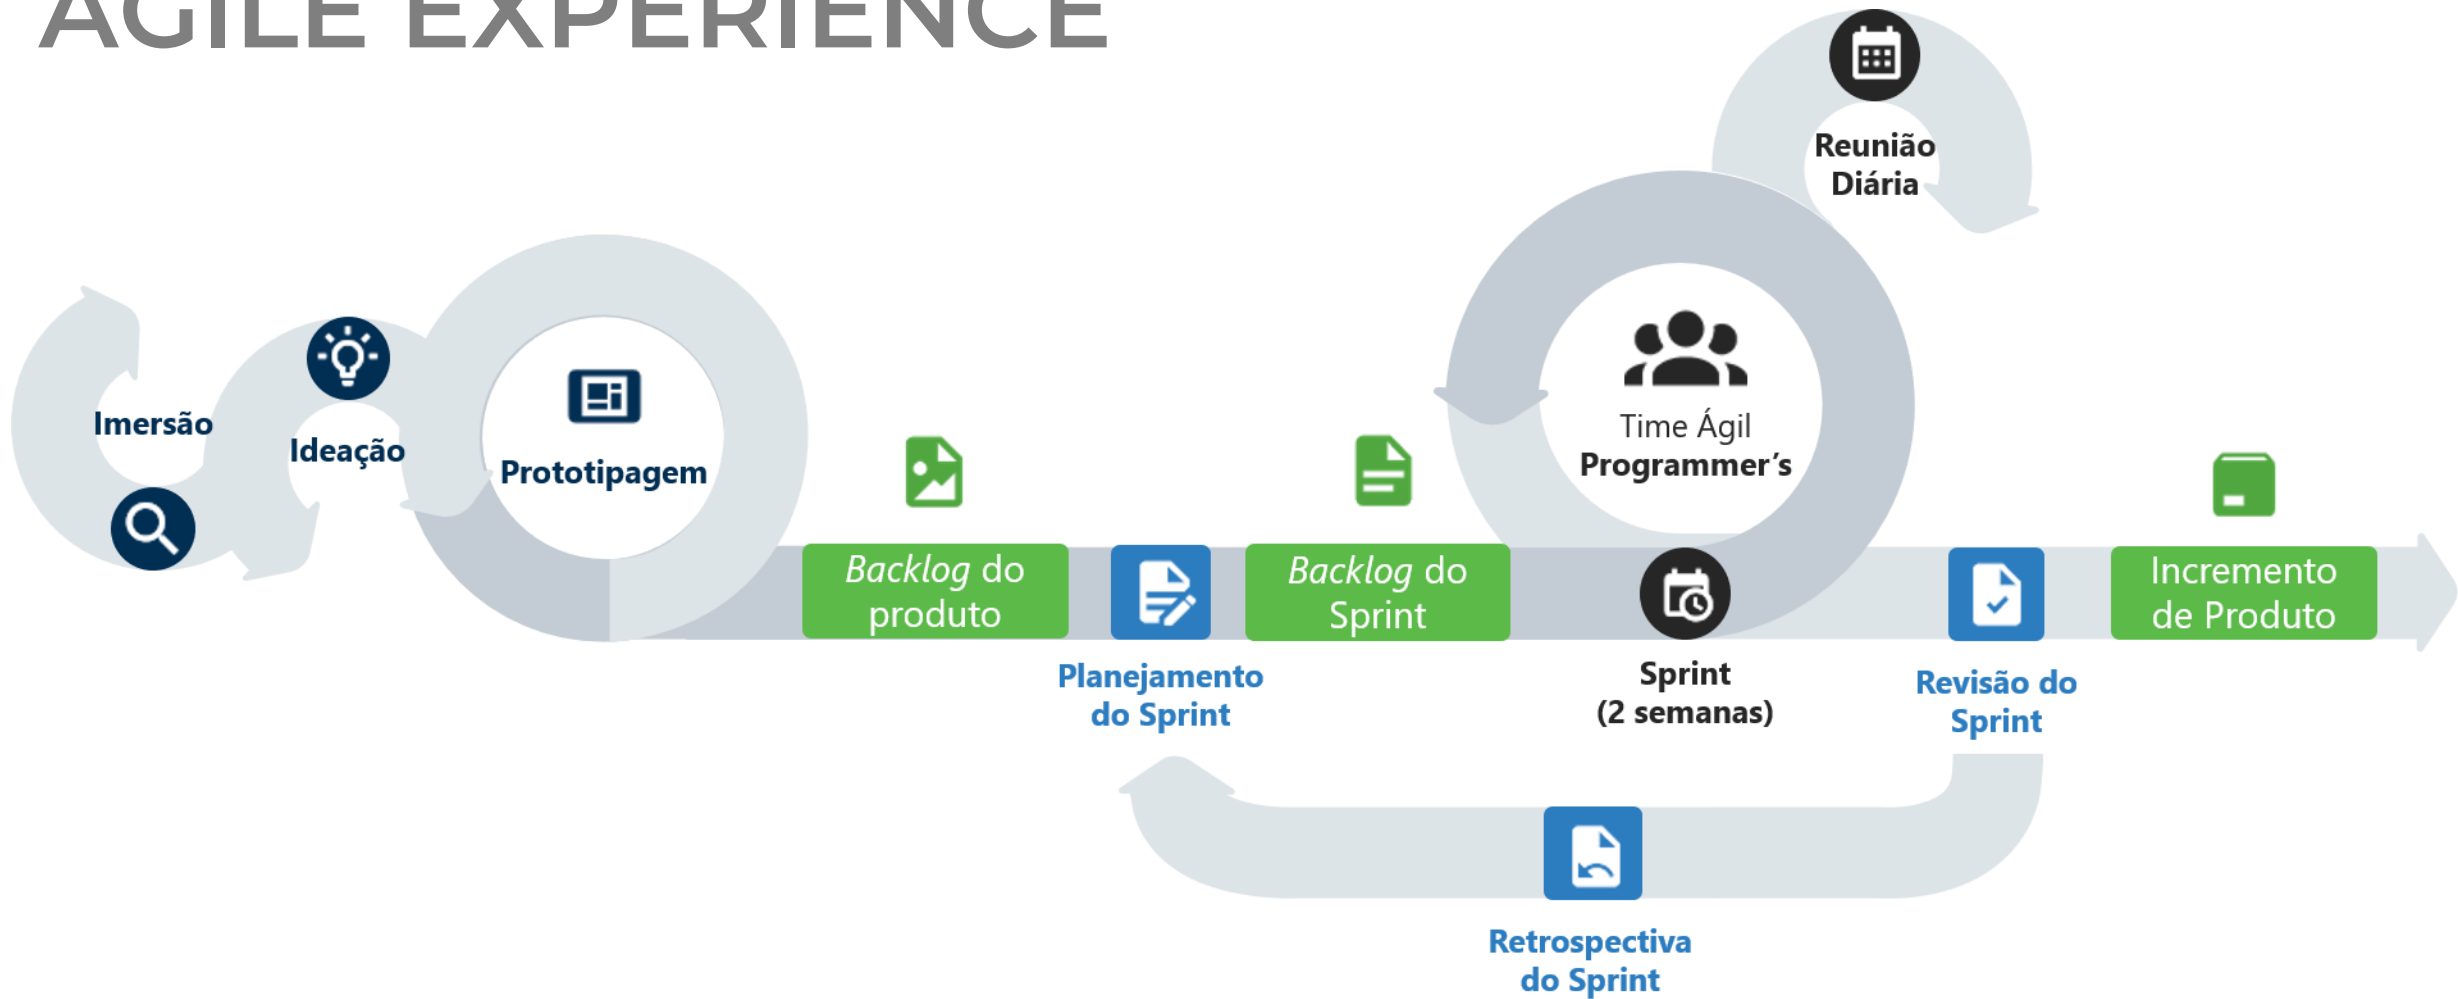 AGILE EXPERIENCE
Reunião
Diária
Imersão
Ideação
Prototipagem
Time Ágil
Programmer’s
Backlog do
produto
Backlog do
Sprint
Incremento
de Produto
Planejamento
do Sprint
Sprint
(2 semanas)
Revisão do
Sprint
Retrospectiva
do Sprint